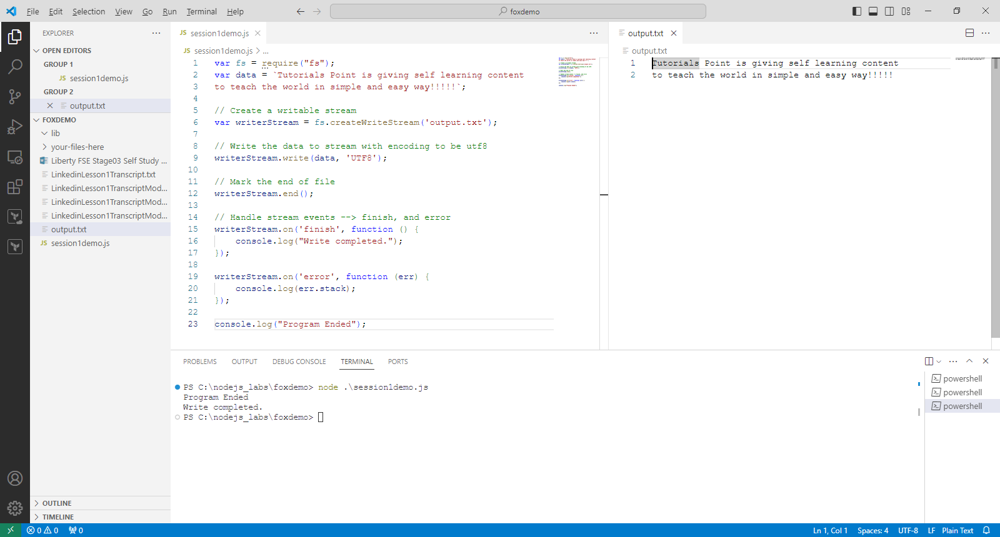 File Edit Selection View Go Run Terminal Help
foxdemo
EXPLORER
OPEN EDITORS
GROUP 1
JS session1demo.js
GROUP 2
output.txt
FOXDEMO
lib
your-files-here
Liberty FSE Stage03 Self Study ...
LinkedinLesson1Transcript.txt
LinkedinLesson1TranscriptMod...
LinkedinLesson1TranscriptMod...
LinkedinLesson1TranscriptMod...
output.txt
JS session1demo.js
OUTLINE
TIMELINE
JS session1demo.js
JS session1demo.js > ...
1 var fs = require("fs");
2 var data = `Tutorials Point is giving self learning content
3 to teach the world in simple and easy way!!!!!`;
4
5 // Create a writable stream
6 var writerStream = fs.createWriteStream('output.txt');
7
8 // Write the data to stream with encoding to be utf8
9 writerStream.write(data, 'UTF8');
10
11 // Mark the end of file
12 writerStream.end();
13
14 // Handle stream events --> finish, and error
15 writerStream.on('finish', function () {
16 console.log("Write completed.");
17 });
18
19 writerStream.on('error', function (err) {
20 console.log(err.stack);
21 });
22
23 console.log("Program Ended");
output.txt
output.txt
1 Tutorials Point is giving self learning content
2 to teach the world in simple and easy way!!!!!
PROBLEMS OUTPUT DEBUG CONSOLE TERMINAL PORTS
PS C:\nodejs_labs\foxdemo> node .\session1demo.js
Program Ended
Write completed.
PS C:\nodejs_labs\foxdemo>
powershell
powershell
powershell
0 0 0
Ln 1, Col 1 Spaces: 4 UTF-8 LF Plain Text